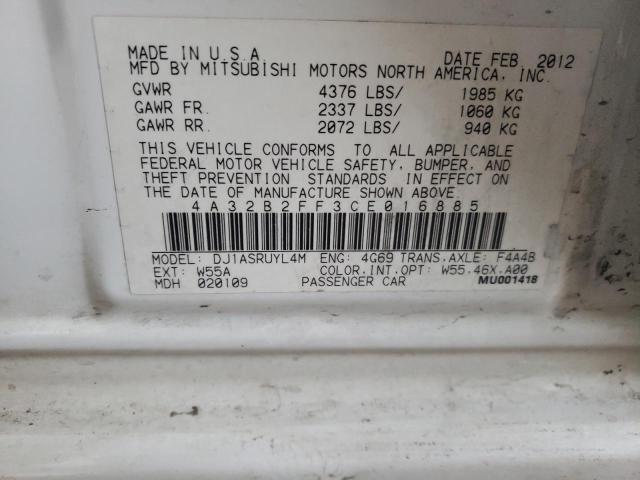 MADE IN U.S.A. DATE FEB. 2012
MFD BY MITSUBISHI MOTORS NORTH AMERICA, INC.
GVWR 4376 LBS/ 1985 KG
GAWR FR. 2337 LBS/ 1060 KG
GAWR RR. 2072 LBS/ 940 KG
THIS VEHICLE CONFORMS TO ALL APPLICABLE
FEDERAL MOTOR VEHICLE SAFETY, BUMPER, AND
THEFT PREVENTION STANDARDS IN EFFECT ON
THE DATE OF MANUFACTURE SHOWN ABOVE.
4A32B2FF3CE016885
MODEL: DJ1ASRUYL4M ENG: 4G69 TRANS.AXLE: F4A4B
EXT: W55A COLOR.INT.OPT: W55.46X.A00
MDH 020109 PASSENGER CAR MU001418